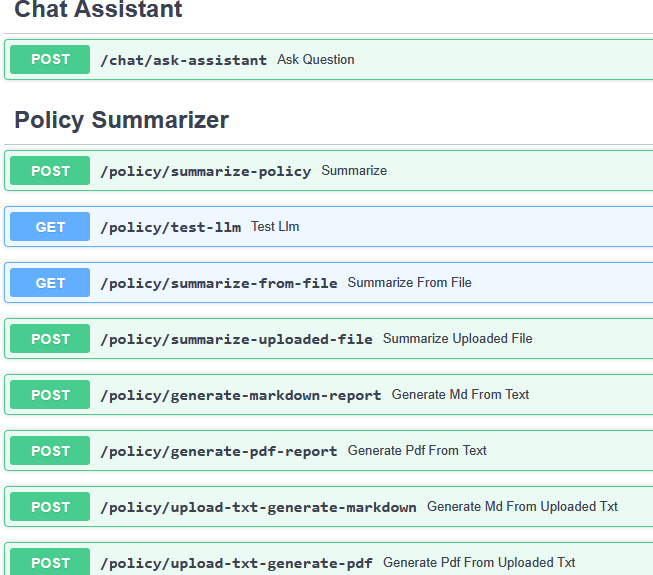 Chat Assistant
POST /chat/ask-assistant Ask Question
Policy Summarizer
POST /policy/summarize-policy Summarize
GET /policy/test-llm Test Llm
GET /policy/summarize-from-file Summarize From File
POST /policy/summarize-uploaded-file Summarize Uploaded File
POST /policy/generate-markdown-report Generate Md From Text
POST /policy/generate-pdf-report Generate Pdf From Text
POST /policy/upload-txt-generate-markdown Generate Md From Uploaded Txt
POST /policy/upload-txt-generate-pdf Generate Pdf From Uploaded Txt